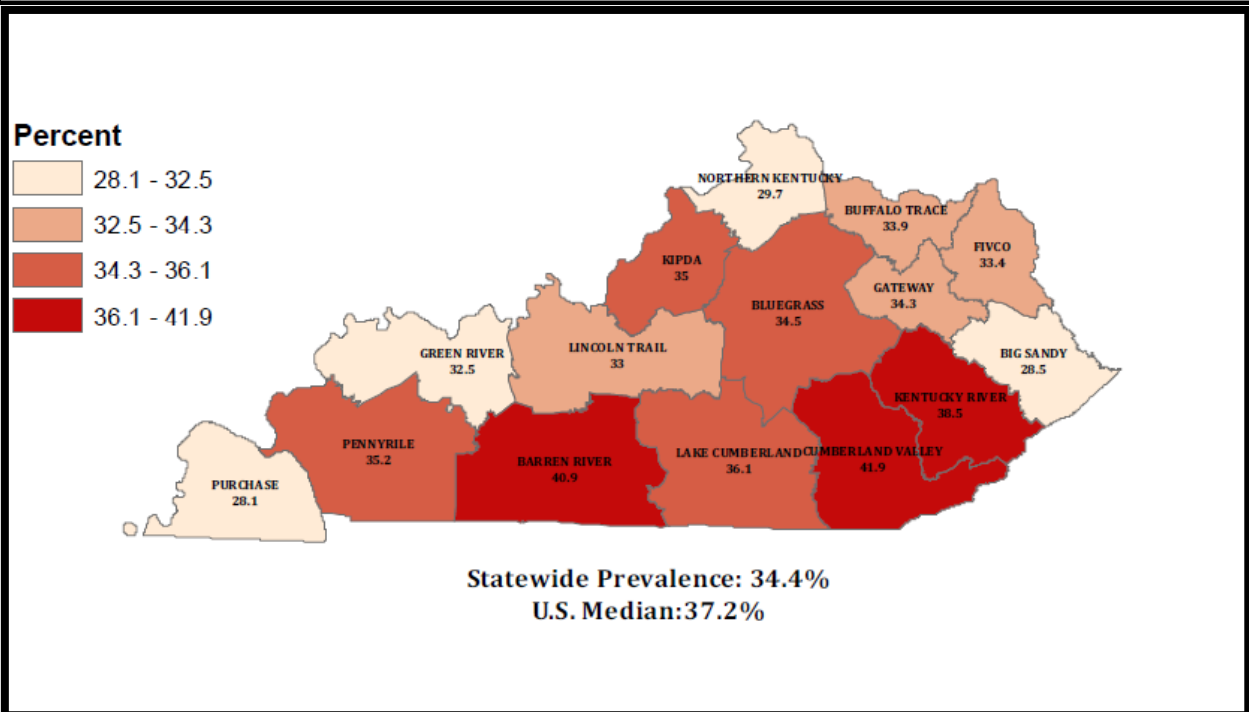 Percent
28.1 - 32.5
32.5 - 34.3
34.3 - 36.1
36.1 - 41.9
NORTHERN KENTUCKY
29.7
BUFFALO TRACE
33.9
FIVCO
33.4
KIPDA
35
GATEWAY
34.3
BLUEGRASS
34.5
LINCOLN TRAIL
33
GREEN RIVER
32.5
BIG SANDY
28.5
KENTUCKY RIVER
38.5
PENNYRILE
35.2
BARREN RIVER
40.9
LAKE CUMBERLAND
36.1
CUMBERLAND VALLEY
41.9
PURCHASE
28.1
Statewide Prevalence: 34.4%
U.S. Median:37.2%